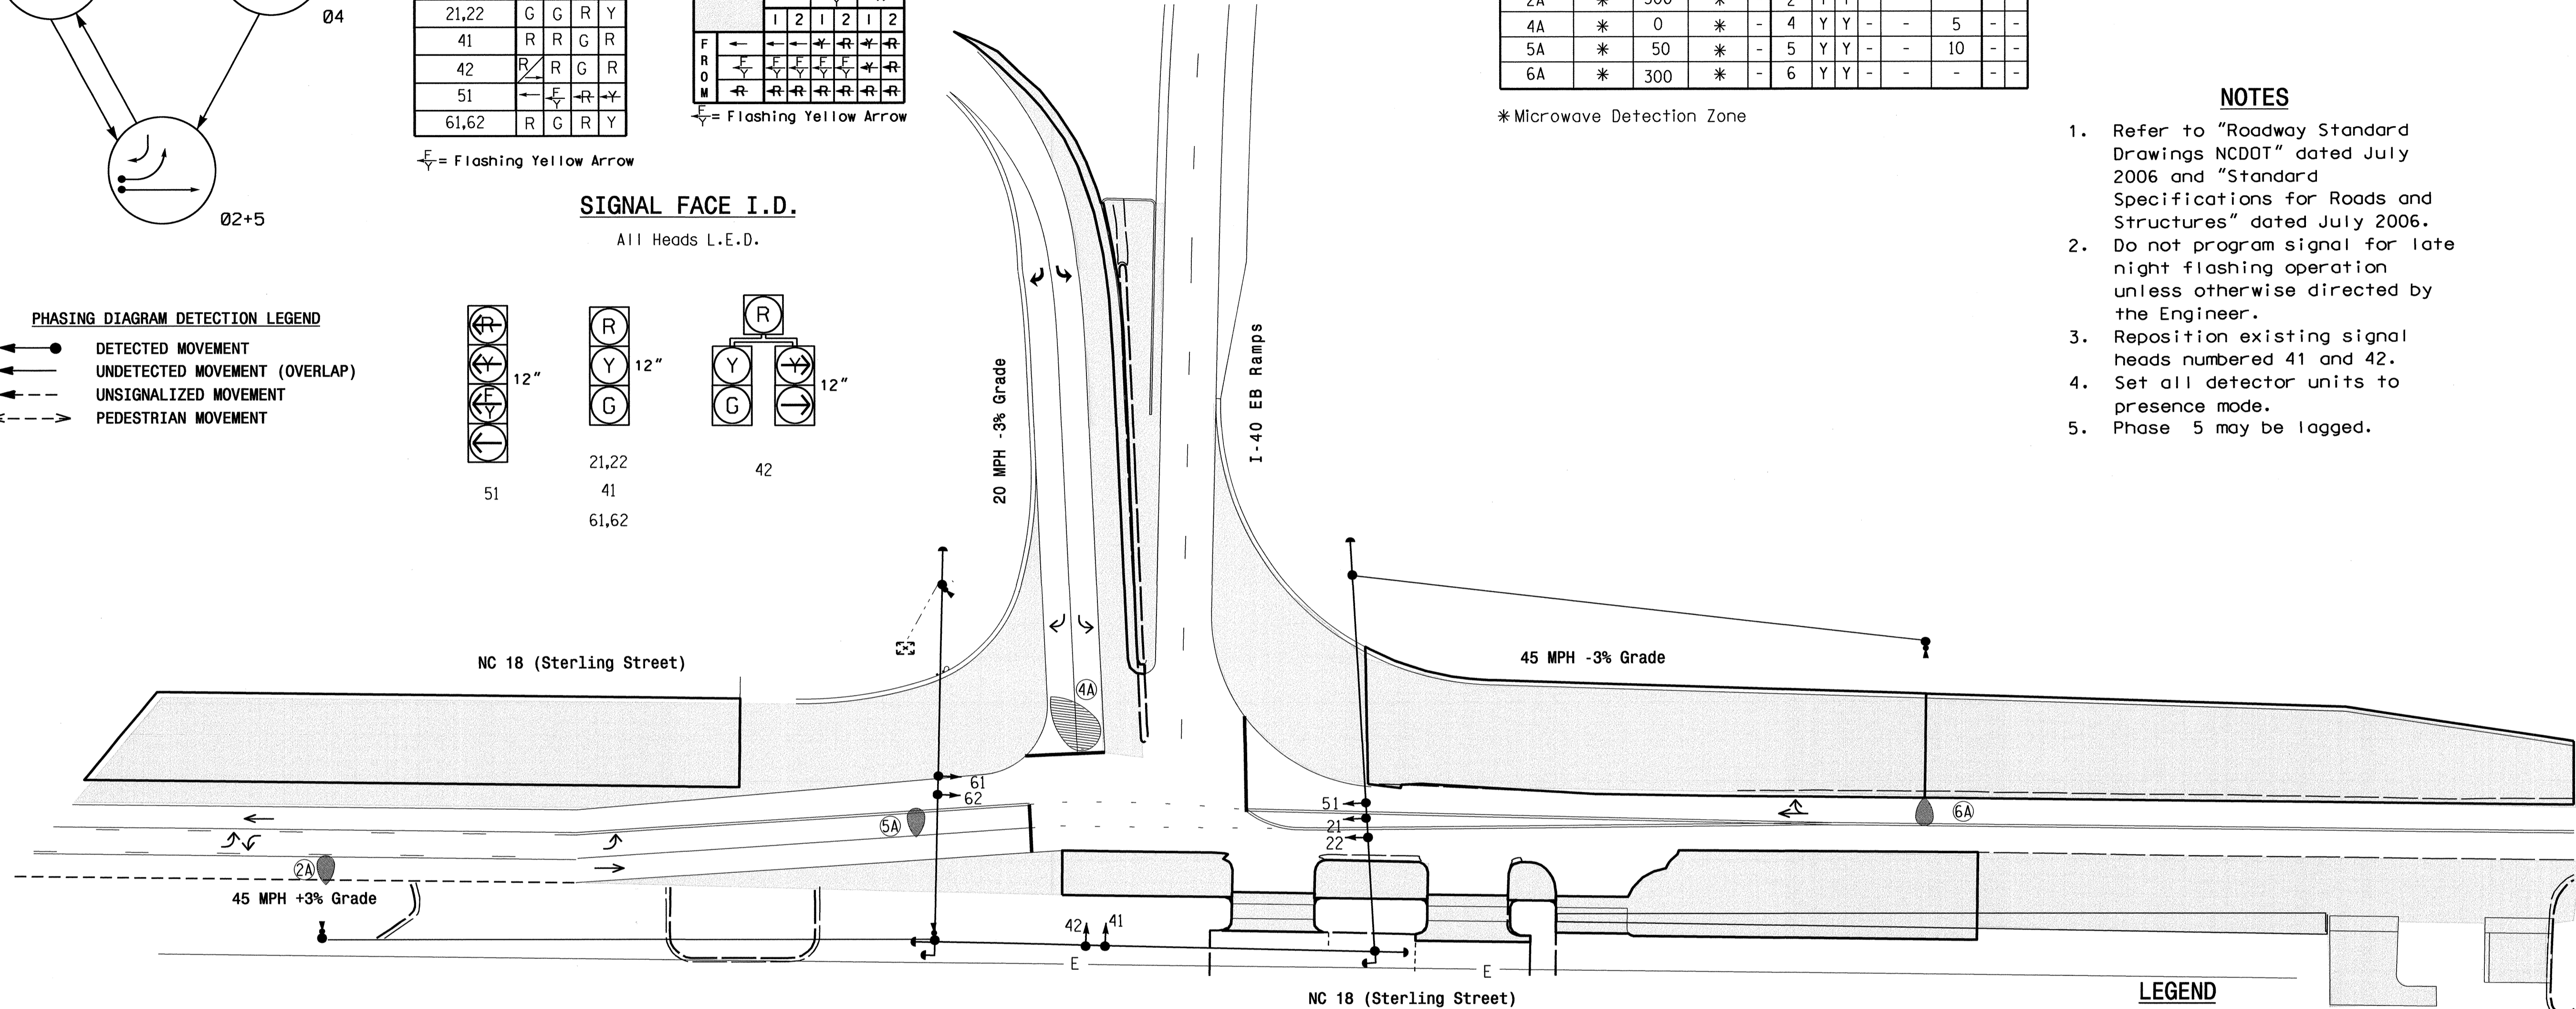 04
02+5
21,22 G G R Y
41 R R G R
42 R R G R
51 F Y R Y
61,62 R G R Y
F Y = Flashing Yellow Arrow
1 2 1 2 1 2
FROM
Y R Y R
F Y F Y F Y F Y F Y Y R
R R R R R R R
F Y = Flashing Yellow Arrow
4A * 0 * - 4 Y Y - - 5 - -
5A * 50 * - 5 Y Y - - 10 - -
6A * 300 * - 6 Y Y - - - - -
* Microwave Detection Zone
NOTES
1. Refer to "Roadway Standard
Drawings NCDOT" dated July
2006 and "Standard
Specifications for Roads and
Structures" dated July 2006.
2. Do not program signal for late
night flashing operation
unless otherwise directed by
the Engineer.
3. Reposition existing signal
heads numbered 41 and 42.
4. Set all detector units to
presence mode.
5. Phase 5 may be lagged.
SIGNAL FACE I.D.
All Heads L.E.D.
R
Y
F Y
12"
51
R
Y
G
12"
21,22
41
61,62
R
Y Y
G
12"
42
PHASING DIAGRAM DETECTION LEGEND
DETECTED MOVEMENT
UNDETECTED MOVEMENT (OVERLAP)
UNSIGNALIZED MOVEMENT
PEDESTRIAN MOVEMENT
20 MPH -3% Grade
I-40 EB Ramps
NC 18 (Sterling Street)
45 MPH -3% Grade
4A
61
62
5A
51
21
22
6A
2A
45 MPH +3% Grade
42 41
E
E
NC 18 (Sterling Street)
LEGEND